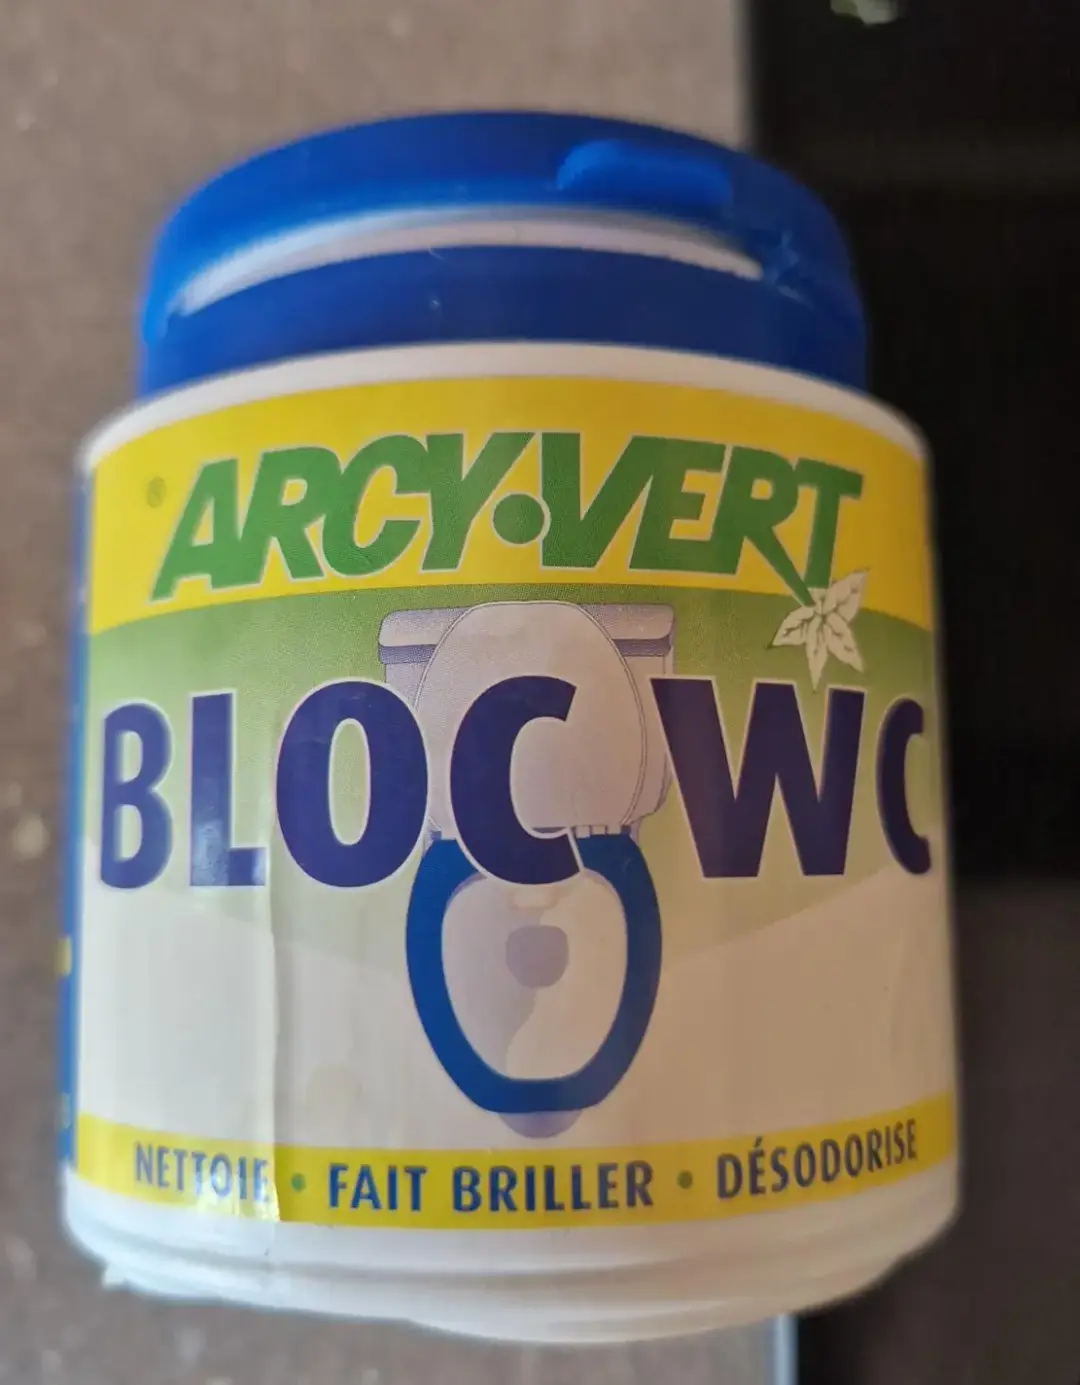 ARCY•VERT
BLOC WC
NETTOIE • FAIT BRILLER • DÉSODORISE